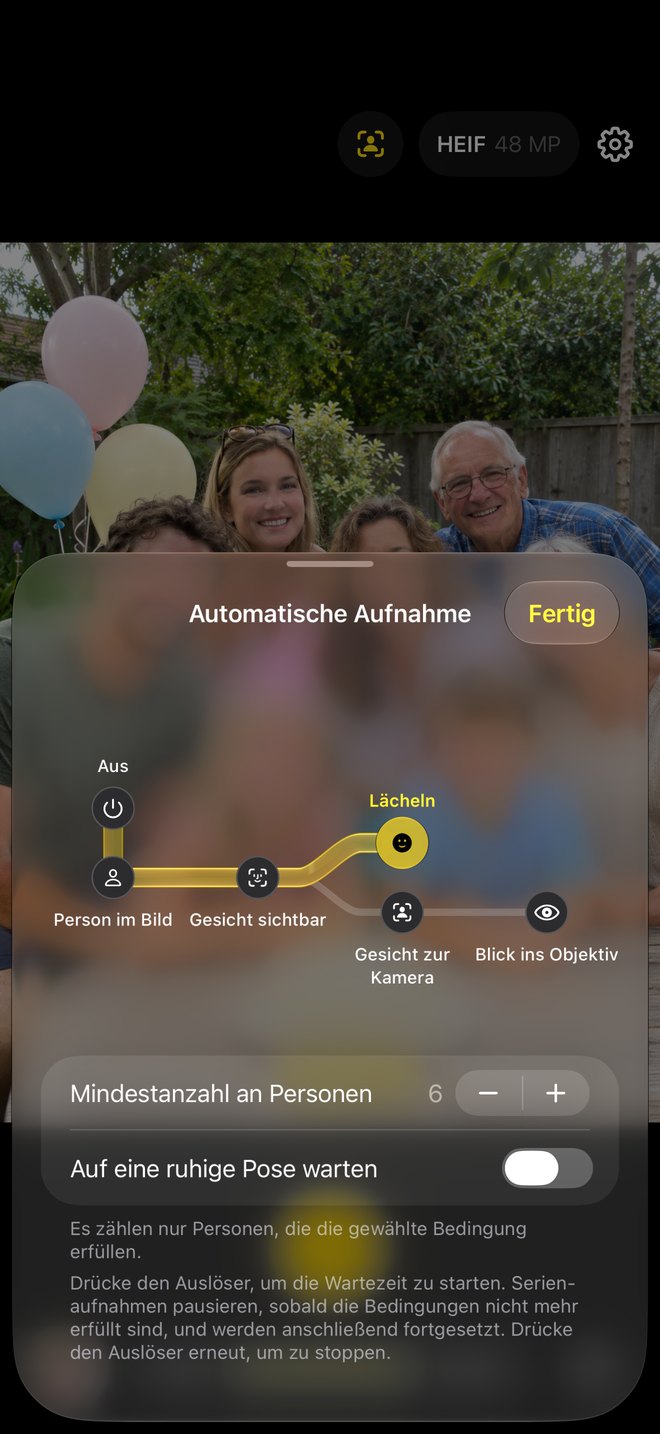 HEIF 48 MP
Automatische Aufnahme
Fertig
Aus
Lächeln
Person im Bild
Gesicht sichtbar
Gesicht zur
Kamera
Blick ins Objektiv
Mindestanzahl an Personen
6
Auf eine ruhige Pose warten
Es zählen nur Personen, die die gewählte Bedingung
erfüllen.
Drücke den Auslöser, um die Wartezeit zu starten. Serien-
aufnahmen pausieren, sobald die Bedingungen nicht mehr
erfüllt sind, und werden anschließend fortgesetzt. Drücke
den Auslöser erneut, um zu stoppen.